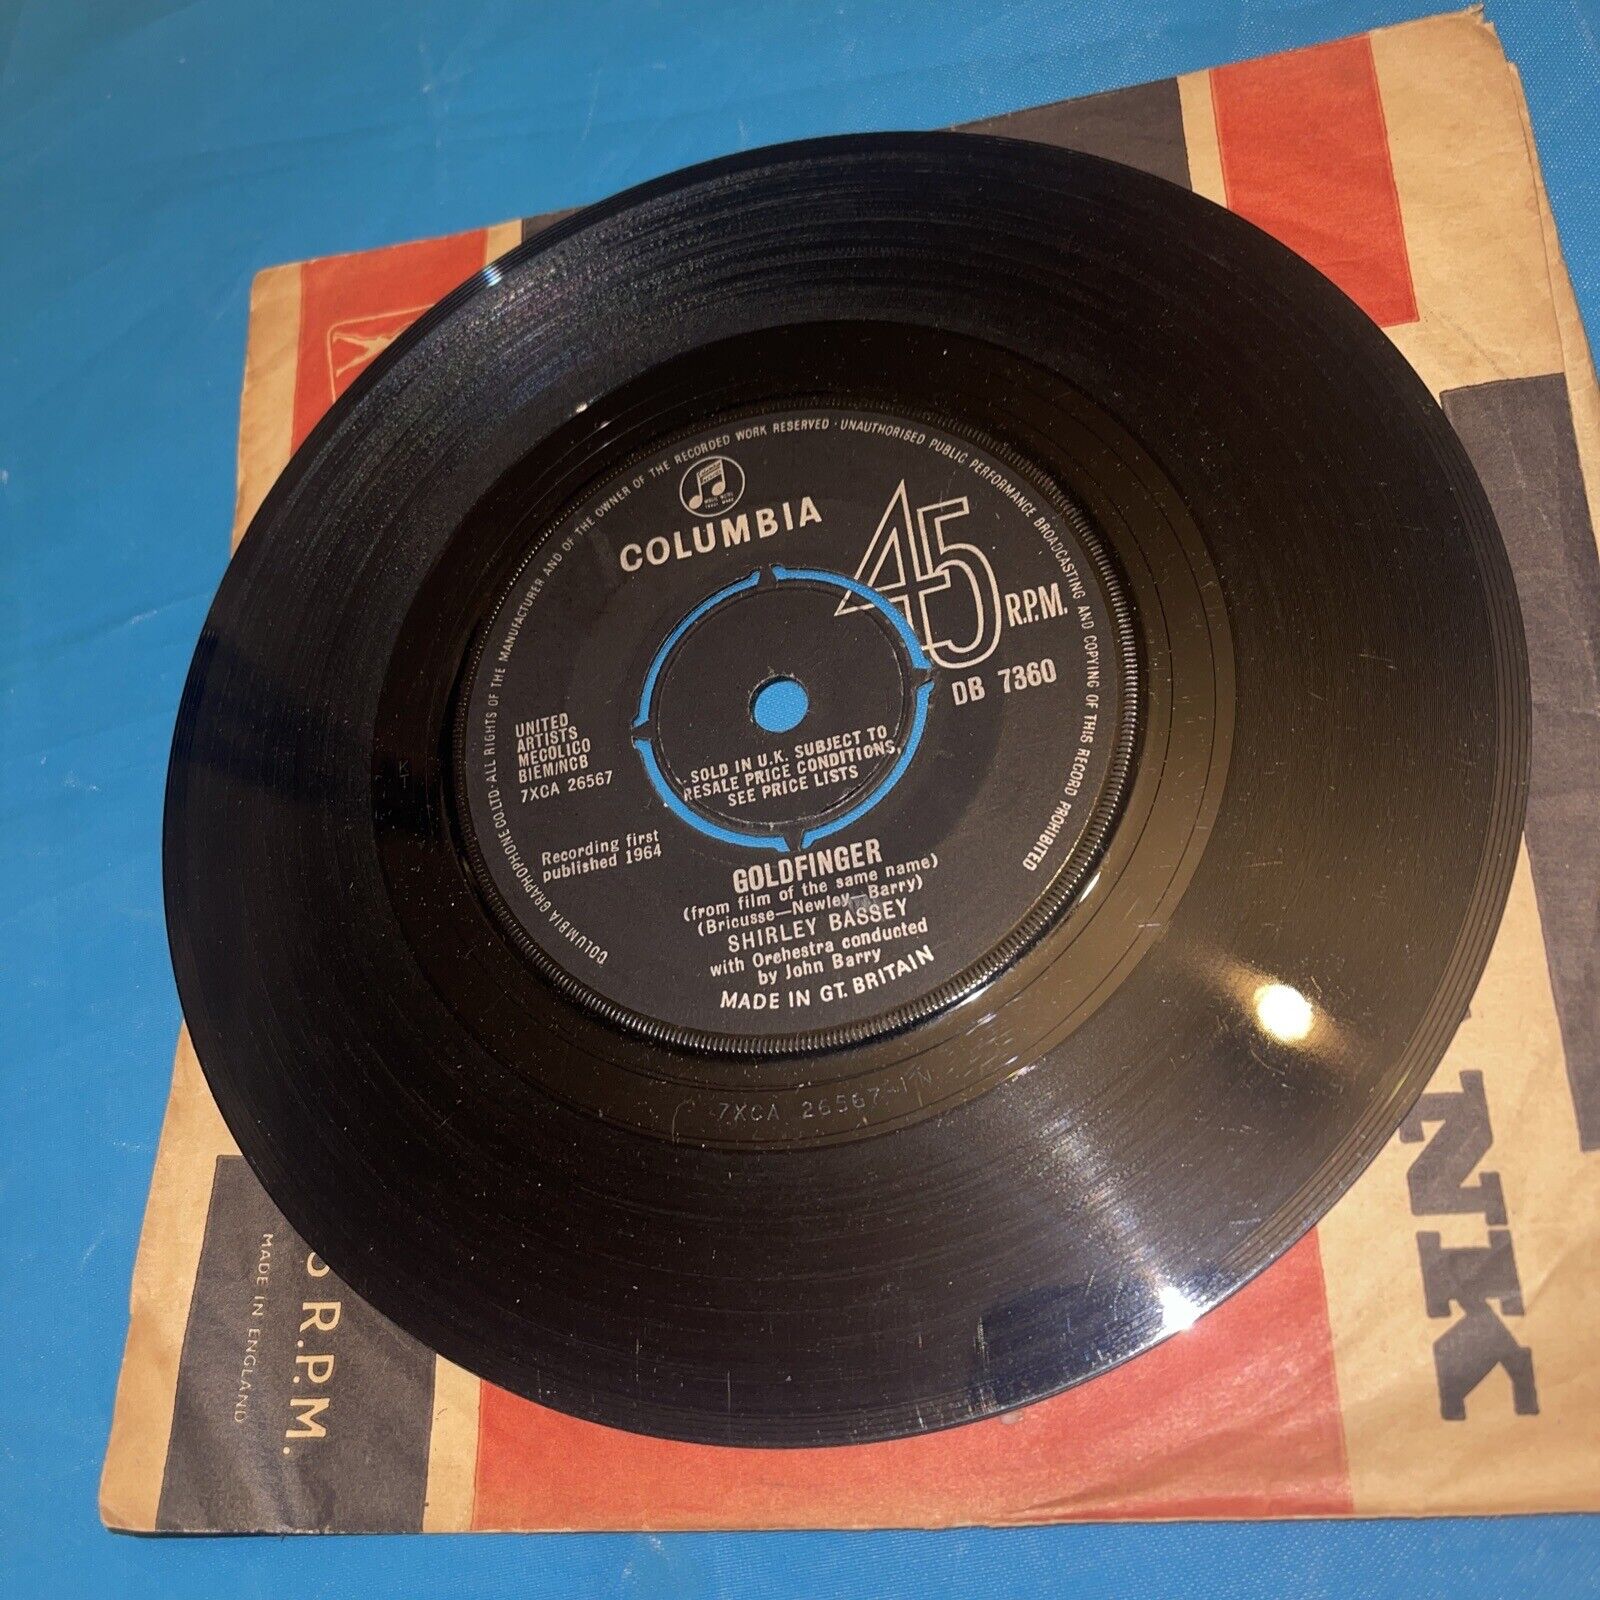 COLUMBIA GRAPHOPHONE CO.LTD. · ALL RIGHTS OF THE MANUFACTURER AND OF THE OWNER OF THE RECORDED WORK RESERVED · UNAUTHORISED PUBLIC PERFORMANCE BROADCASTING AND COPYING OF THIS RECORD PROHIBITED
COLUMBIA
45
R.P.M.
DB 7360
UNITED
ARTISTS
MECOLICO
BIEM/NCB
7XCA 26567
SOLD IN U.K. SUBJECT TO
RESALE PRICE CONDITIONS,
SEE PRICE LISTS
Recording first
published 1964
GOLDFINGER
(from film of the same name)
(Bricusse—Newley—Barry)
SHIRLEY BASSEY
with Orchestra conducted
by John Barry
MADE IN GT. BRITAIN
7XCA 26567-1N
KT
R.P.M.
MADE IN ENGLAND
NK